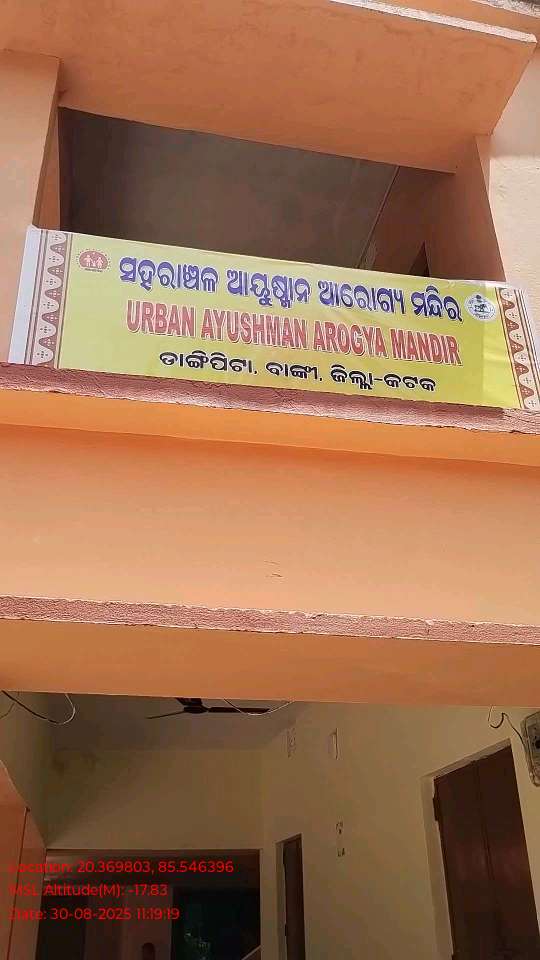 ସହରାଞ୍ଚଳ ଆୟୁଷ୍ମାନ ଆରୋଗ୍ୟ ମନ୍ଦିର
URBAN AYUSHMAN AROGYA MANDIR
ଡାଙ୍ଗିପିଟା, ବାଙ୍କୀ, ଜିଲ୍ଲା-କଟକ
Location: 20.369803, 85.546396
MSL Altitude(M): -17.83
Date: 30-08-2025 11:19:19